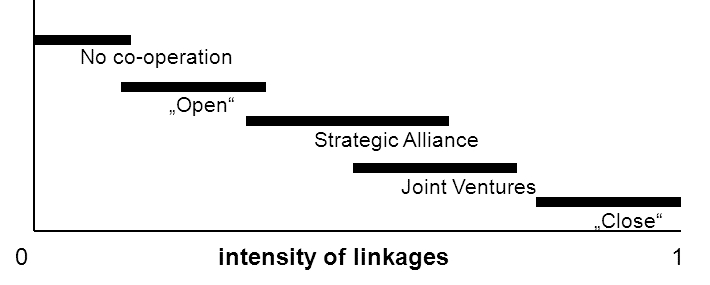 No co-operation
„Open“
Strategic Alliance
Joint Ventures
„Close“
0 intensity of linkages 1